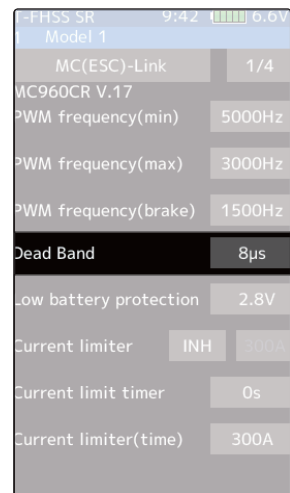 T-FHSS SR 9:42 6.6V
1 Model 1
MC(ESC)-Link 1/4
MC960CR V.17
PWM frequency(min) 5000Hz
PWM frequency(max) 3000Hz
PWM frequency(brake) 1500Hz
Dead Band 8µs
Low battery protection 2.8V
Current limiter INH 300A
Current limit timer 0s
Current limiter(time) 300A